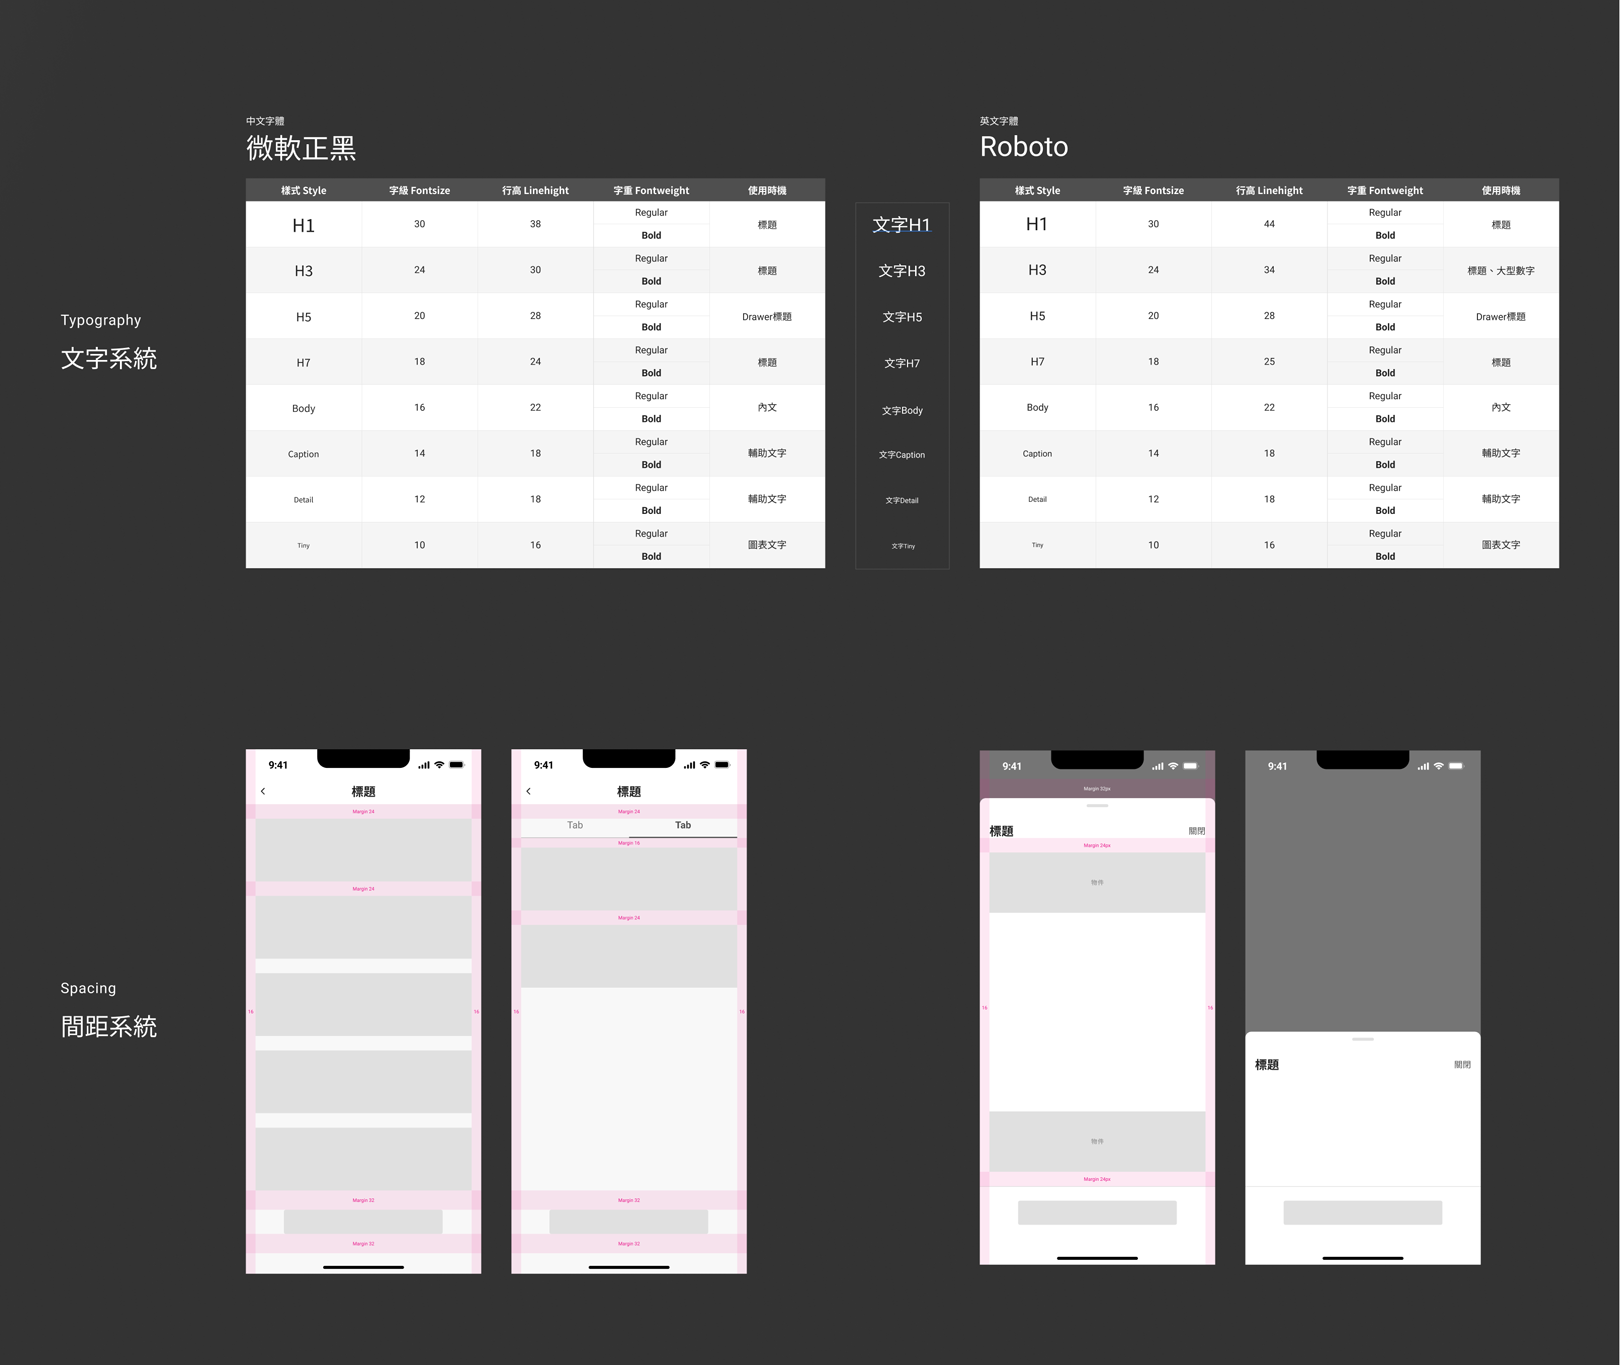 中文字體
微軟正黑
樣式 Style 字級 Fontsize 行高 Linehight 字重 Fontweight 使用時機
H1 30 38 Regular 標題
Bold
H3 24 30 Regular 標題
Bold
H5 20 28 Regular Drawer標題
Bold
H7 18 24 Regular 標題
Bold
Body 16 22 Regular 內文
Bold
Caption 14 18 Regular 輔助文字
Bold
Detail 12 18 Regular 輔助文字
Bold
Tiny 10 16 Regular 圖表文字
Bold
文字H1
文字H3
文字H5
文字H7
文字Body
文字Caption
文字Detail
文字Tiny
英文字體
Roboto
樣式 Style 字級 Fontsize 行高 Linehight 字重 Fontweight 使用時機
H1 30 44 Regular 標題
Bold
H3 24 34 Regular 標題、大型數字
Bold
H5 20 28 Regular Drawer標題
Bold
H7 18 25 Regular 標題
Bold
Body 16 22 Regular 內文
Bold
Caption 14 18 Regular 輔助文字
Bold
Detail 12 18 Regular 輔助文字
Bold
Tiny 10 16 Regular 圖表文字
Bold
Typography
文字系統
Spacing
間距系統
9:41
標題
Margin 24
Margin 24
16 16
Margin 32
Margin 32
9:41
標題
Margin 24
Tab Tab
Margin 16
Margin 24
16 16
Margin 32
Margin 32
9:41
Margin 32px
標題 關閉
Margin 24px
物件
16 16
物件
Margin 24px
9:41
標題 關閉